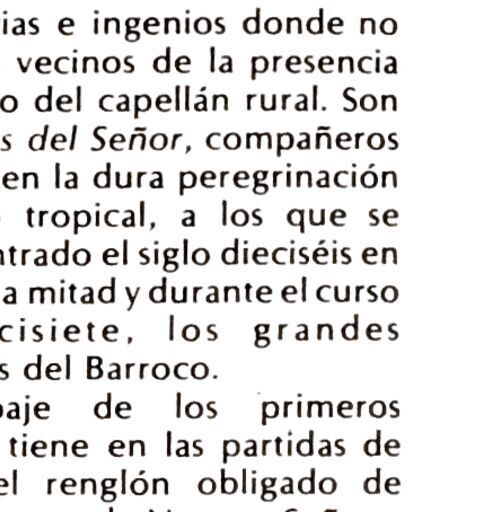 ias e ingenios donde no
vecinos de la presencia
o del capellán rural. Son
s del Señor, compañeros
en la dura peregrinación
tropical, a los que se
ntrado el siglo dieciséis en
a mitad y durante el curso
cisiete, los grandes
s del Barroco.
baje de los primeros
tiene en las partidas de
el renglón obligado de